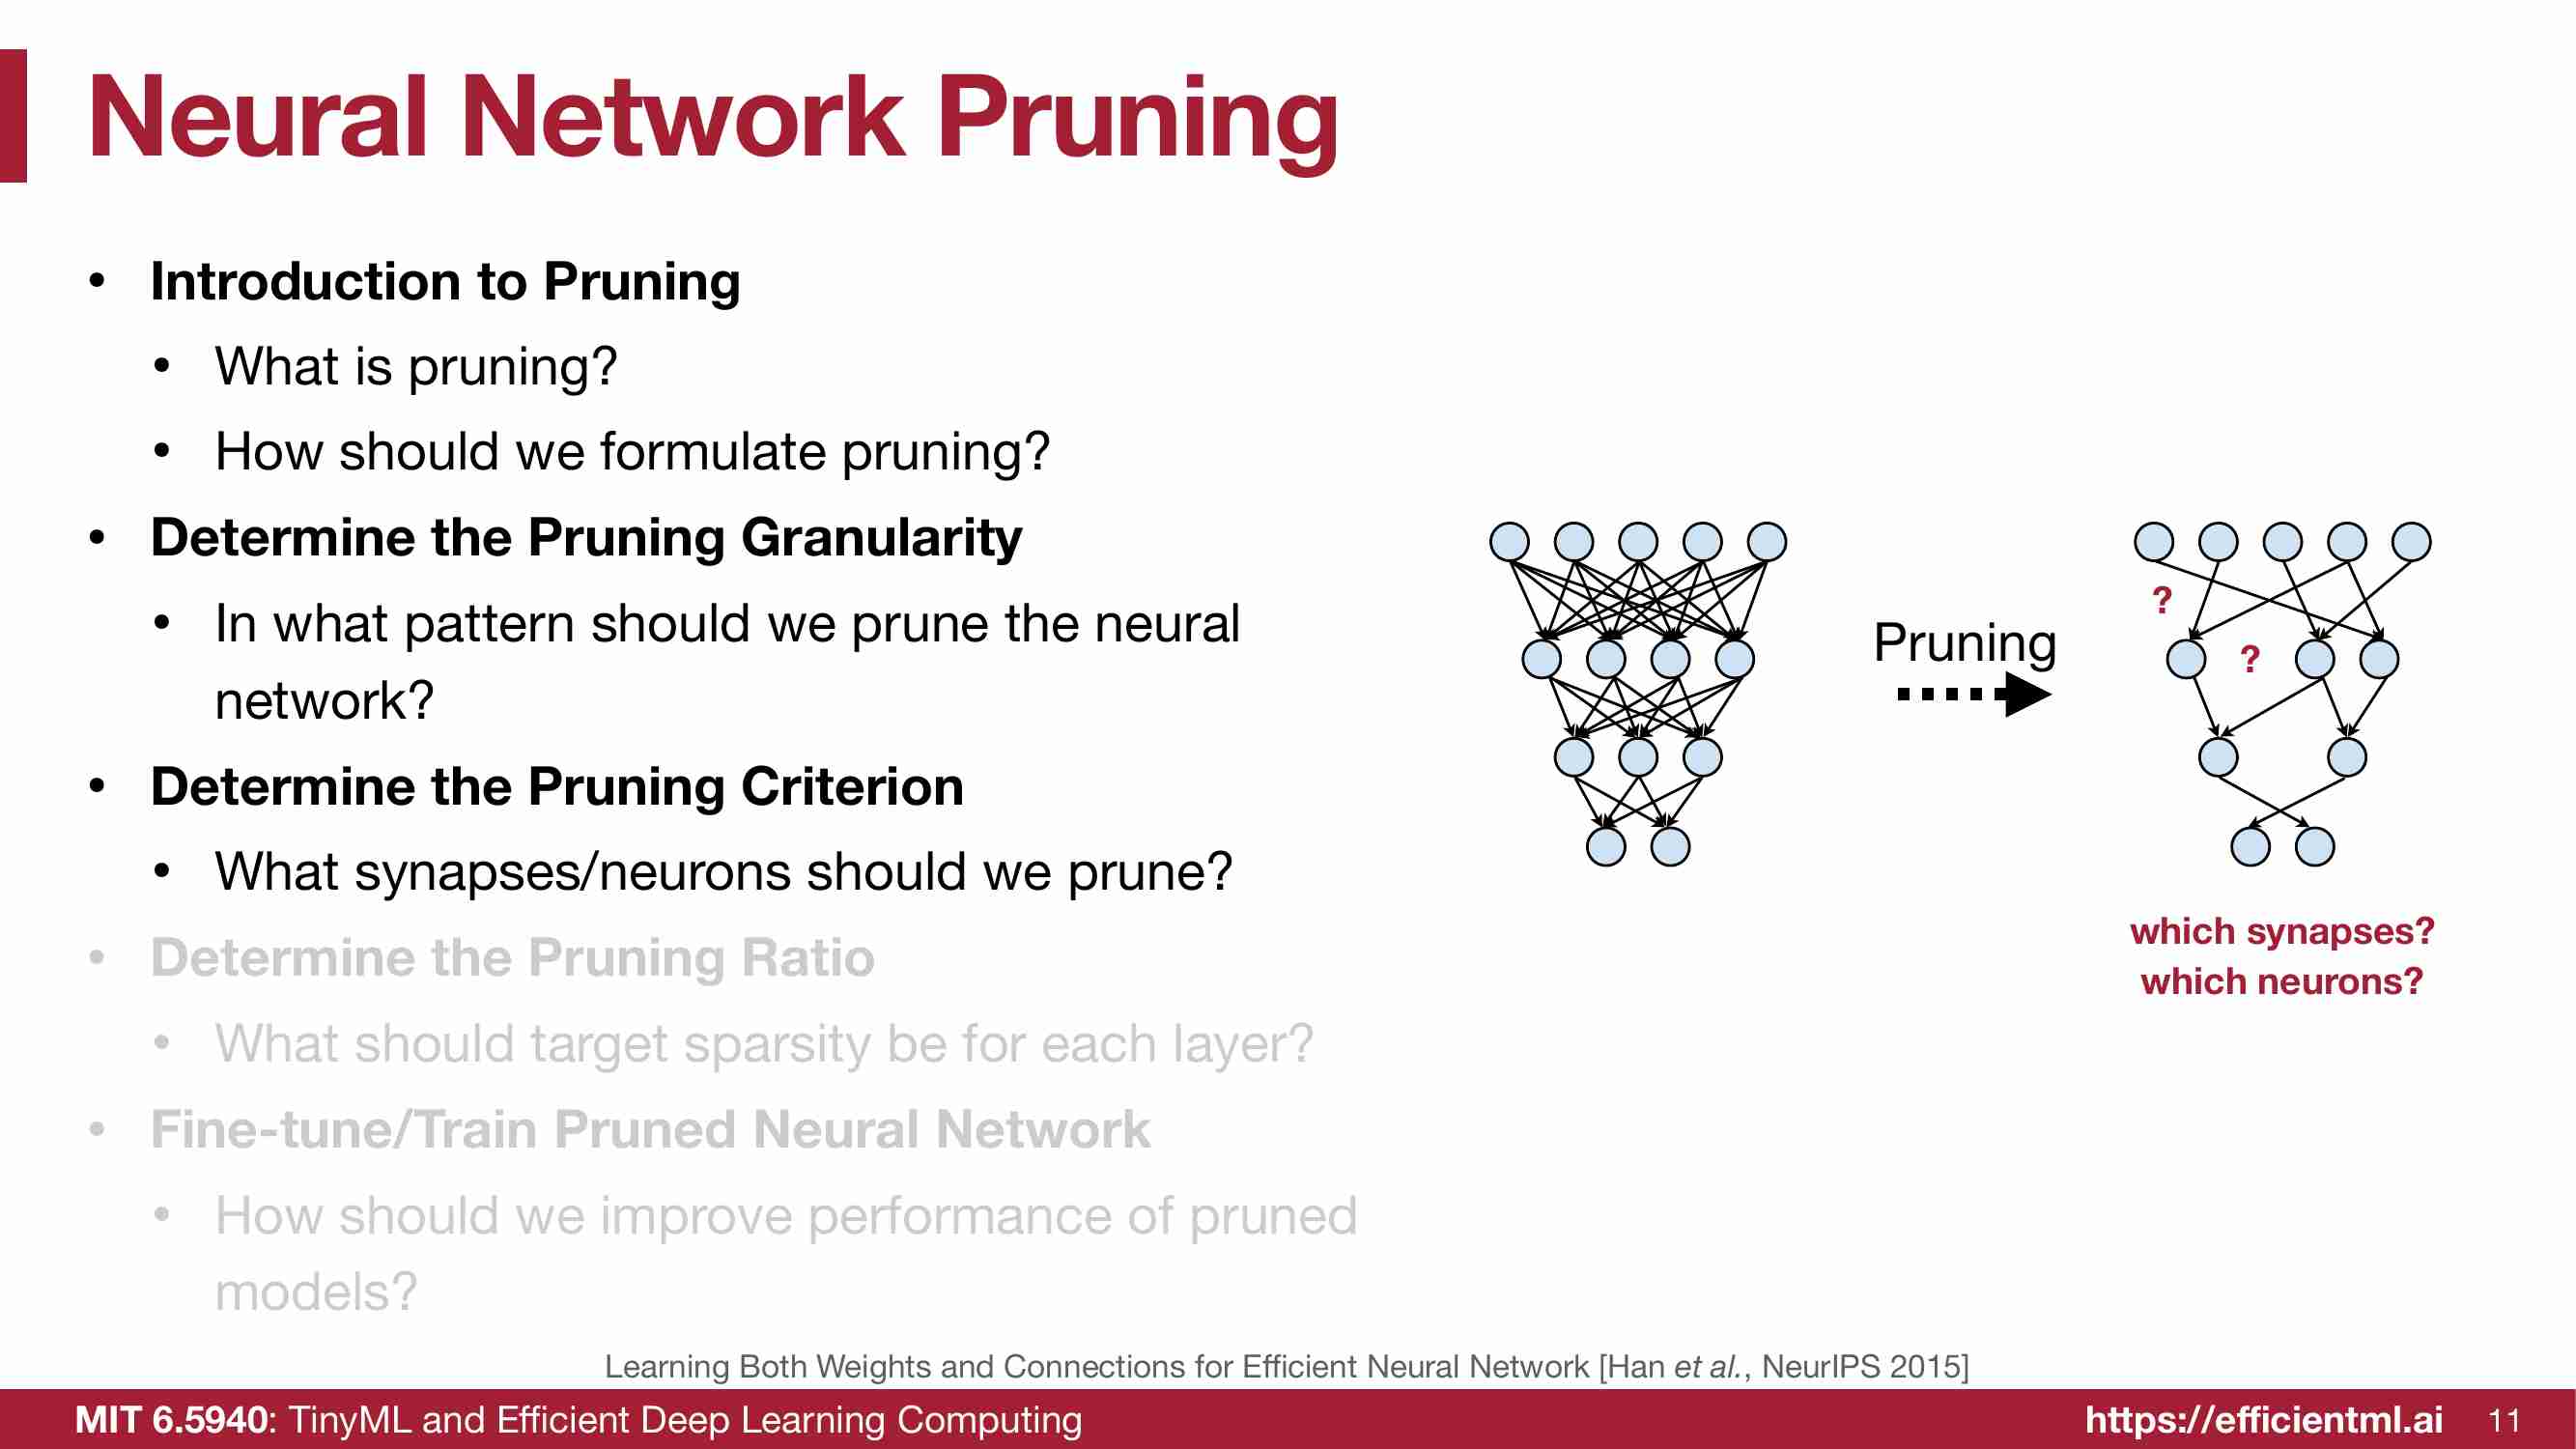 Neural Network Pruning
• Introduction to Pruning
• What is pruning?
• How should we formulate pruning?
• Determine the Pruning Granularity
• In what pattern should we prune the neural
network?
• Determine the Pruning Criterion
• What synapses/neurons should we prune?
• Determine the Pruning Ratio
• What should target sparsity be for each layer?
• Fine-tune/Train Pruned Neural Network
• How should we improve performance of pruned
models?
Pruning
?
?
which synapses?
which neurons?
Learning Both Weights and Connections for Efficient Neural Network [Han et al., NeurIPS 2015]
MIT 6.5940: TinyML and Efficient Deep Learning Computing
https://efficientml.ai
11